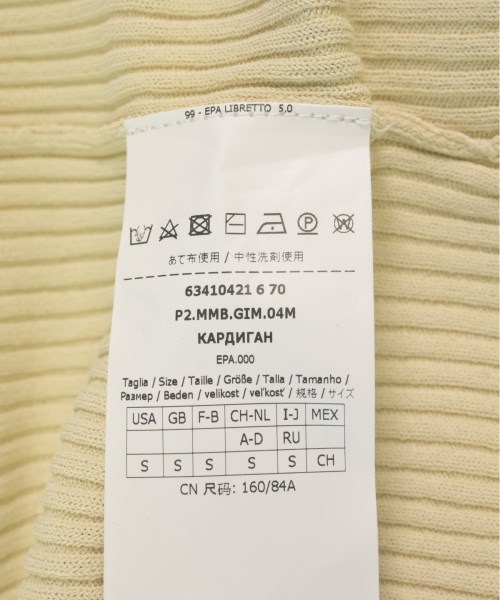 99 - EPA LIBRETTO 5.0
あて布使用 / 中性洗剤使用
63410421 6 70
P2.MMB.GIM.04M
КАРДИГАН
EPA.000
Taglia / Size / Taille / Größe / Talla / Tamanho /
Размер / Beden / velikost / veľkosť / 规格 / サイズ
USA GB F-B CH-NL I-J MEX
A-D RU
S S S S S CH
CN 尺码: 160/84A